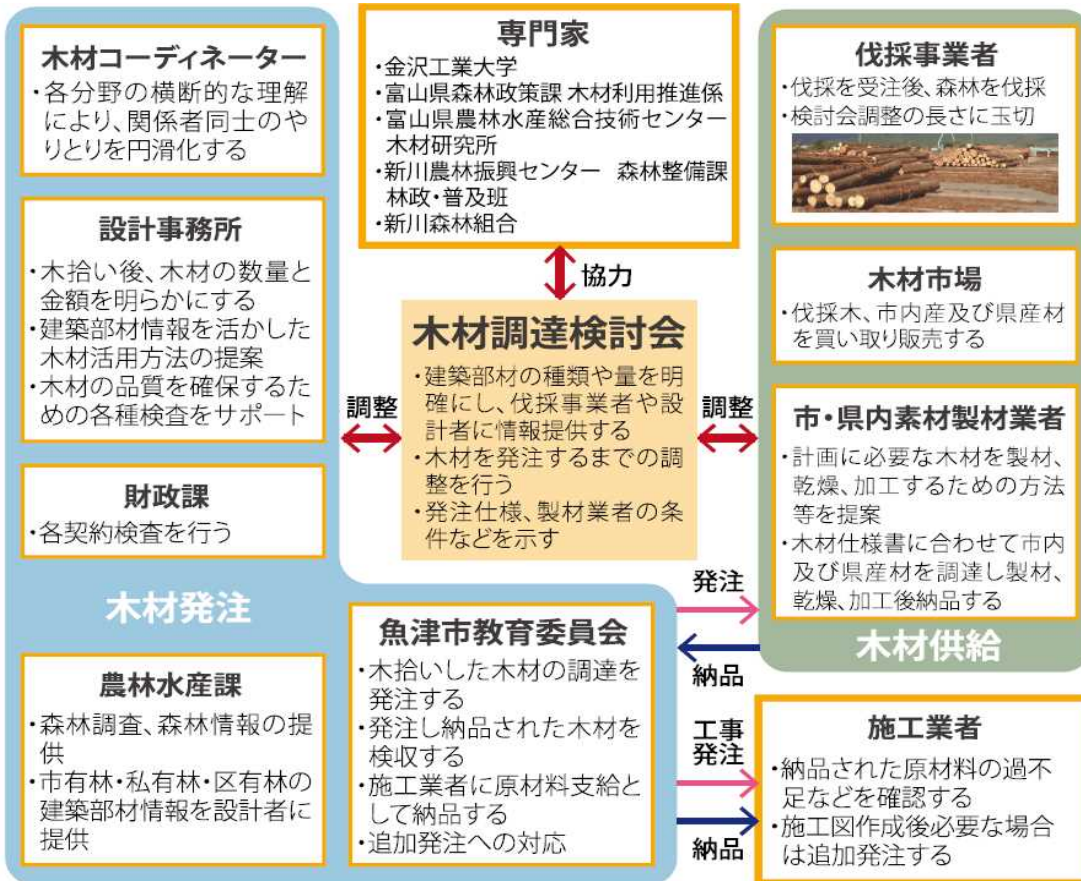 木材コーディネーター
・各分野の横断的な理解
により、関係者同士のや
りとりを円滑化する
設計事務所
・木拾い後、木材の数量と
金額を明らかにする
・建築部材情報を活かした
木材活用方法の提案
・木材の品質を確保するた
めの各種検査をサポート
財政課
・各契約検査を行う
木材発注
農林水産課
・森林調査、森林情報の提
供
・市有林・私有林・区有林の
建築部材情報を設計者に
提供
専門家
・金沢工業大学
・富山県森林政策課 木材利用推進係
・富山県農林水産総合技術センター
木材研究所
・新川農林振興センター 森林整備課
林政・普及班
・新川森林組合
協力
木材調達検討会
・建築部材の種類や量を明
確にし、伐採事業者や設
計者に情報提供する
・木材を発注するまでの調
整を行う
・発注仕様、製材業者の条
件などを示す
調整
調整
魚津市教育委員会
・木拾いした木材の調達を
発注する
・発注し納品された木材を
検収する
・施工業者に原材料支給と
して納品する
・追加発注への対応
発注
納品
工事
発注
納品
伐採事業者
・伐採を受注後、森林を伐採
・検討会調整の長さに玉切
木材市場
・伐採木、市内産及び県産材
を買い取り販売する
市・県内素材製材業者
・計画に必要な木材を製材、
乾燥、加工するための方法
等を提案
・木材仕様書に合わせて市内
及び県産材を調達し製材、
乾燥、加工後納品する
木材供給
施工業者
・納品された原材料の過不
足などを確認する
・施工図作成後必要な場合
は追加発注する